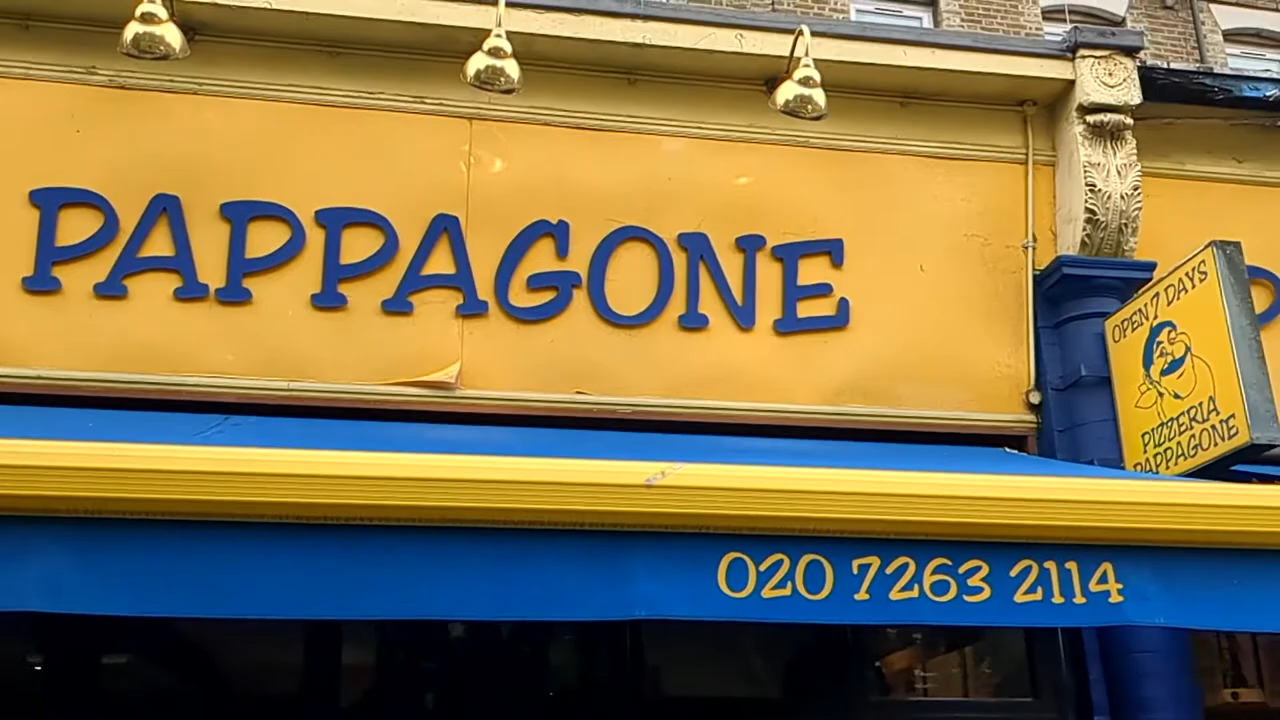 PAPPAGONE
OPEN 7 DAYS
PIZZERIA
PAPPAGONE
020 7263 2114